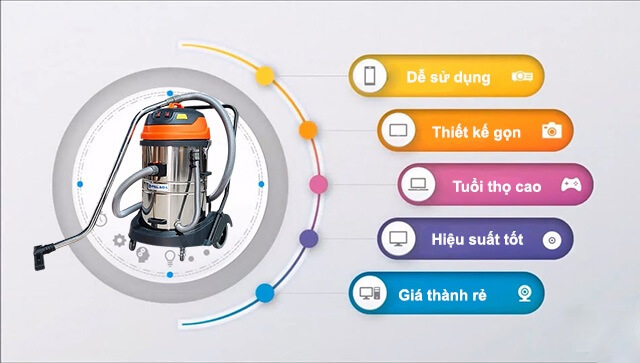 Dễ sử dụng
Thiết kế gọn
Tuổi thọ cao
Hiệu suất tốt
Giá thành rẻ